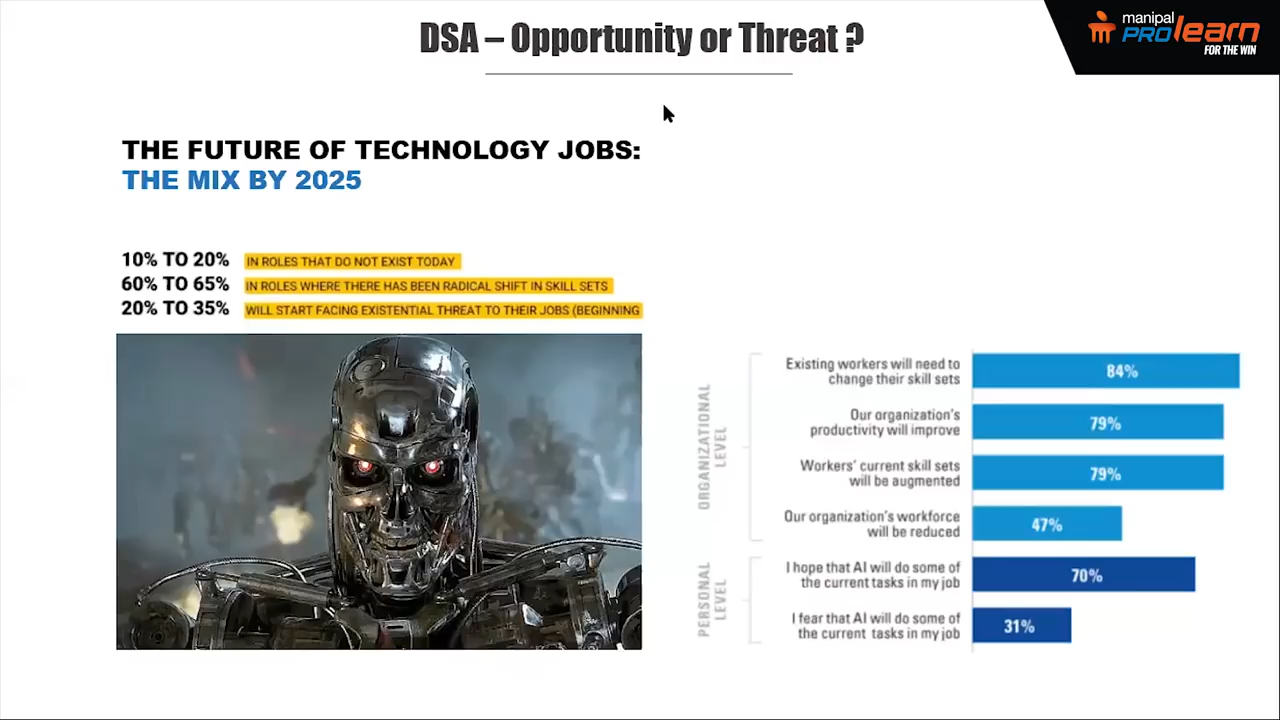 DSA – Opportunity or Threat ?
manipal
PROlearn
FOR THE WIN
THE FUTURE OF TECHNOLOGY JOBS:
THE MIX BY 2025
10% TO 20% IN ROLES THAT DO NOT EXIST TODAY
60% TO 65% IN ROLES WHERE THERE HAS BEEN RADICAL SHIFT IN SKILL SETS
20% TO 35% WILL START FACING EXISTENTIAL THREAT TO THEIR JOBS (BEGINNING
ORGANIZATIONAL
LEVEL
Existing workers will need to
change their skill sets
84%
Our organization's
productivity will improve
79%
Workers' current skill sets
will be augmented
79%
Our organization's workforce
will be reduced
47%
PERSONAL
LEVEL
I hope that AI will do some of
the current tasks in my job
70%
I fear that AI will do some of
the current tasks in my job
31%